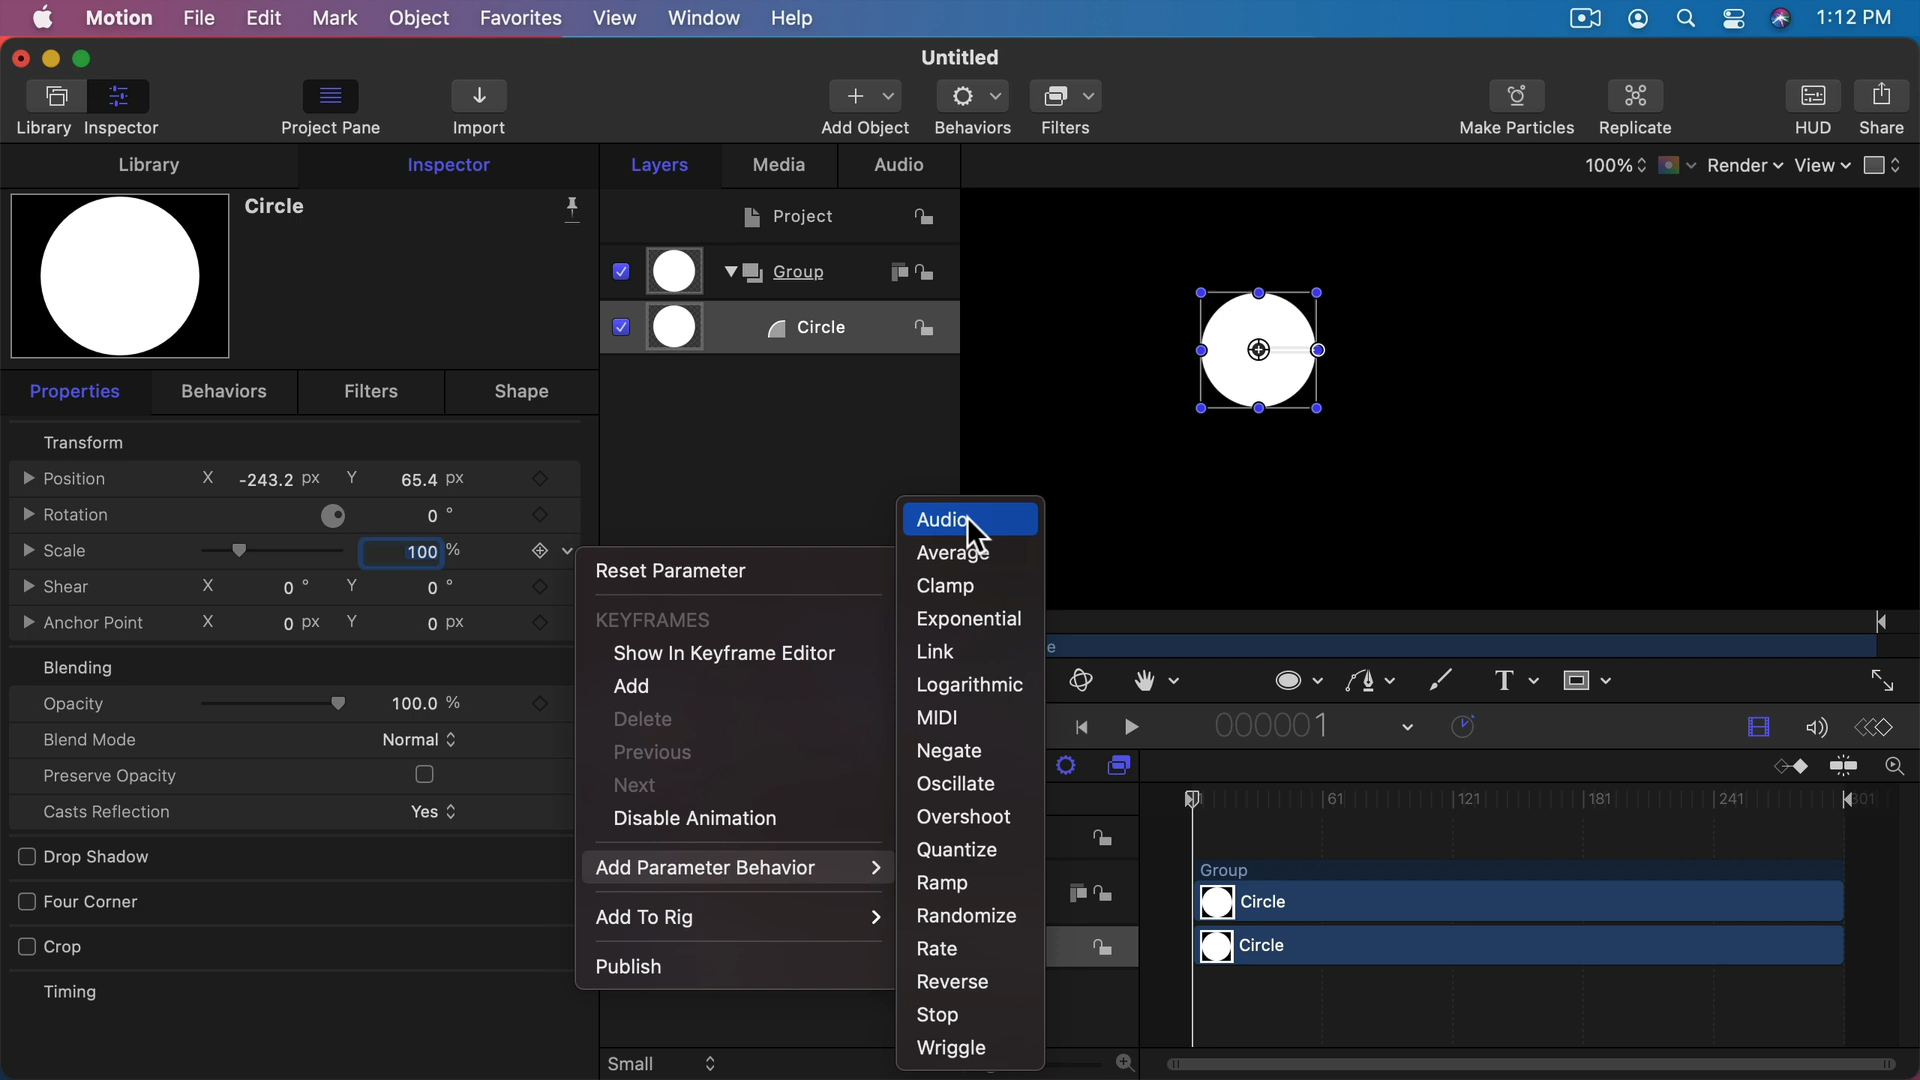 Motion File Edit Mark Object Favorites View Window Help 1:12 PM
Untitled
Library Inspector Project Pane Import Add Object Behaviors Filters Make Particles Replicate HUD Share
Library Inspector Layers Media Audio 100% Render View
Circle
Project
Group
Circle
Properties Behaviors Filters Shape
Transform
Position X -243.2 px Y 65.4 px
Rotation 0 °
Scale 100 %
Shear X 0 ° Y 0 °
Anchor Point X 0 px Y 0 px
Blending
Opacity 100.0 %
Blend Mode Normal
Preserve Opacity
Casts Reflection Yes
Drop Shadow
Four Corner
Crop
Timing
Reset Parameter
KEYFRAMES
Show In Keyframe Editor
Add
Delete
Previous
Next
Disable Animation
Add Parameter Behavior
Add To Rig
Publish
Audio
Average
Clamp
Exponential
Link
Logarithmic
MIDI
Negate
Oscillate
Overshoot
Quantize
Ramp
Randomize
Rate
Reverse
Stop
Wriggle
e
T
000001
61 121 181 241 301
Group
Circle
Circle
Small